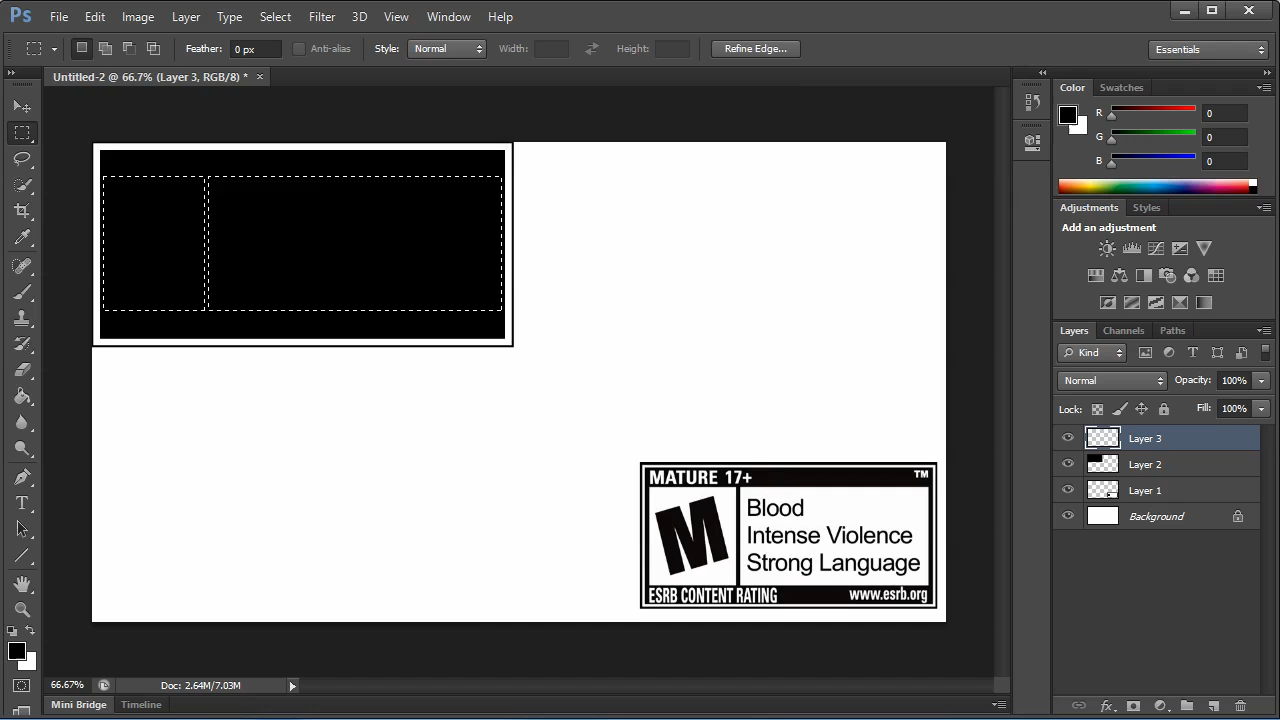 Ps File Edit Image Layer Type Select Filter 3D View Window Help
Feather: 0 px Anti-alias Style: Normal Width: Height: Refine Edge... Essentials
Untitled-2 @ 66.7% (Layer 3, RGB/8) * ×
Color Swatches
R 0
G 0
B 0
Adjustments Styles
Add an adjustment
Layers Channels Paths
Kind
Normal Opacity: 100%
Lock: Fill: 100%
Layer 3
Layer 2
Layer 1
Background
MATURE 17+ TM
M
Blood
Intense Violence
Strong Language
ESRB CONTENT RATING www.esrb.org
66.67% Doc: 2.64M/7.03M
Mini Bridge Timeline